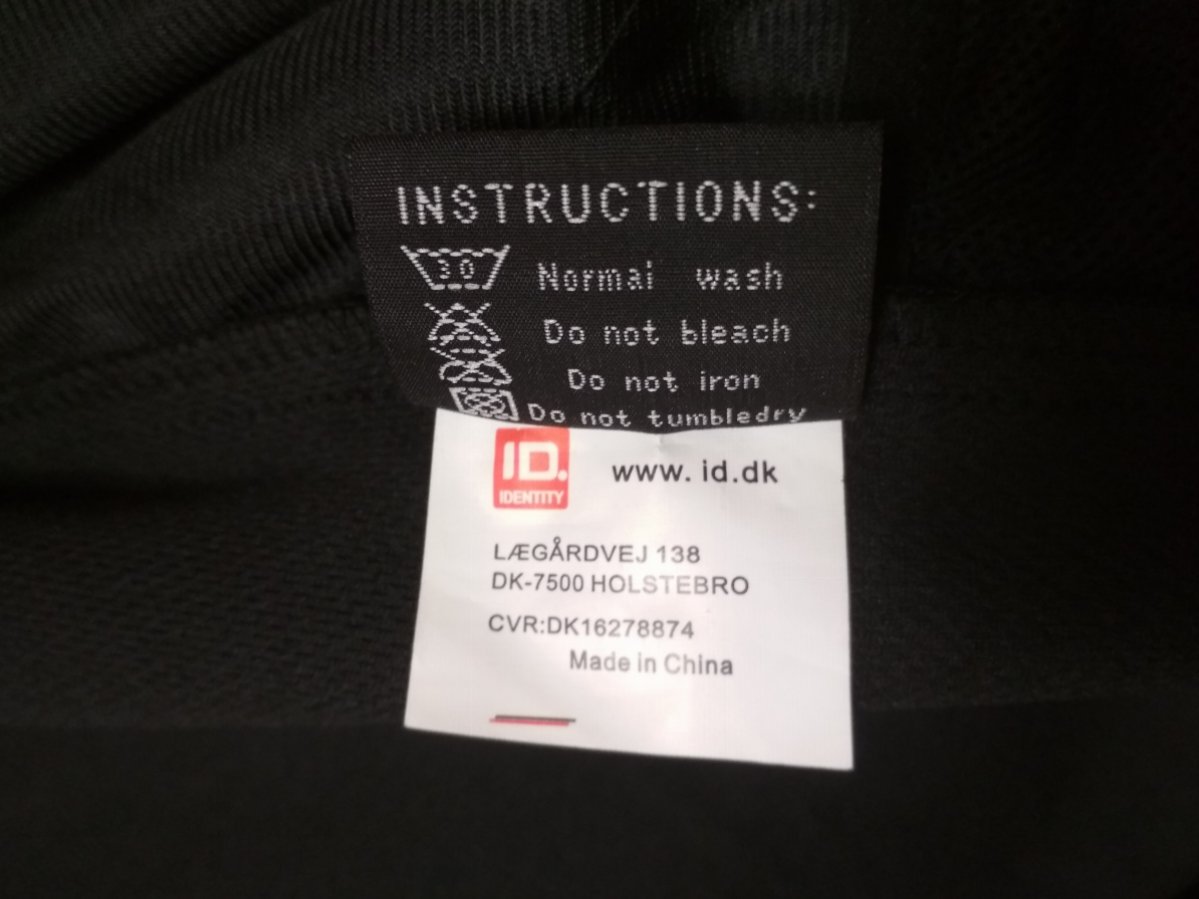 INSTRUCTIONS:
30 Normal wash
Do not bleach
Do not iron
Do not tumbledry
ID. www.id.dk
IDENTITY
LÆGÅRDVEJ 138
DK-7500 HOLSTEBRO
CVR:DK16278874
Made in China